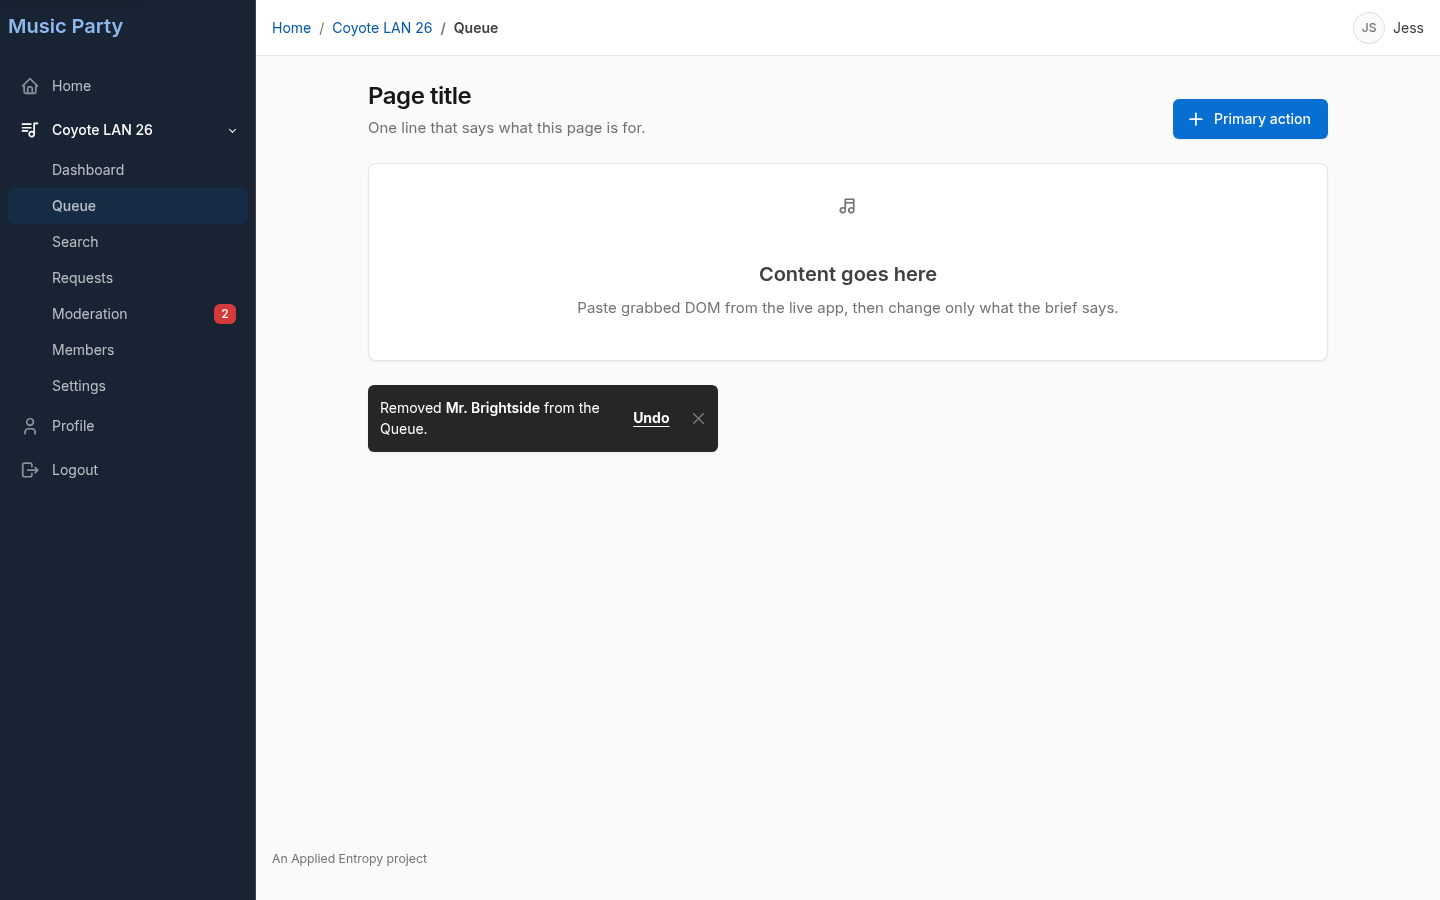 Music Party
Home / Coyote LAN 26 / Queue
JS Jess
Home
Coyote LAN 26
Dashboard
Queue
Search
Requests
Moderation 2
Members
Settings
Profile
Logout
Page title
One line that says what this page is for.
Primary action
Content goes here
Paste grabbed DOM from the live app, then change only what the brief says.
Removed Mr. Brightside from the
Queue.
Undo
An Applied Entropy project